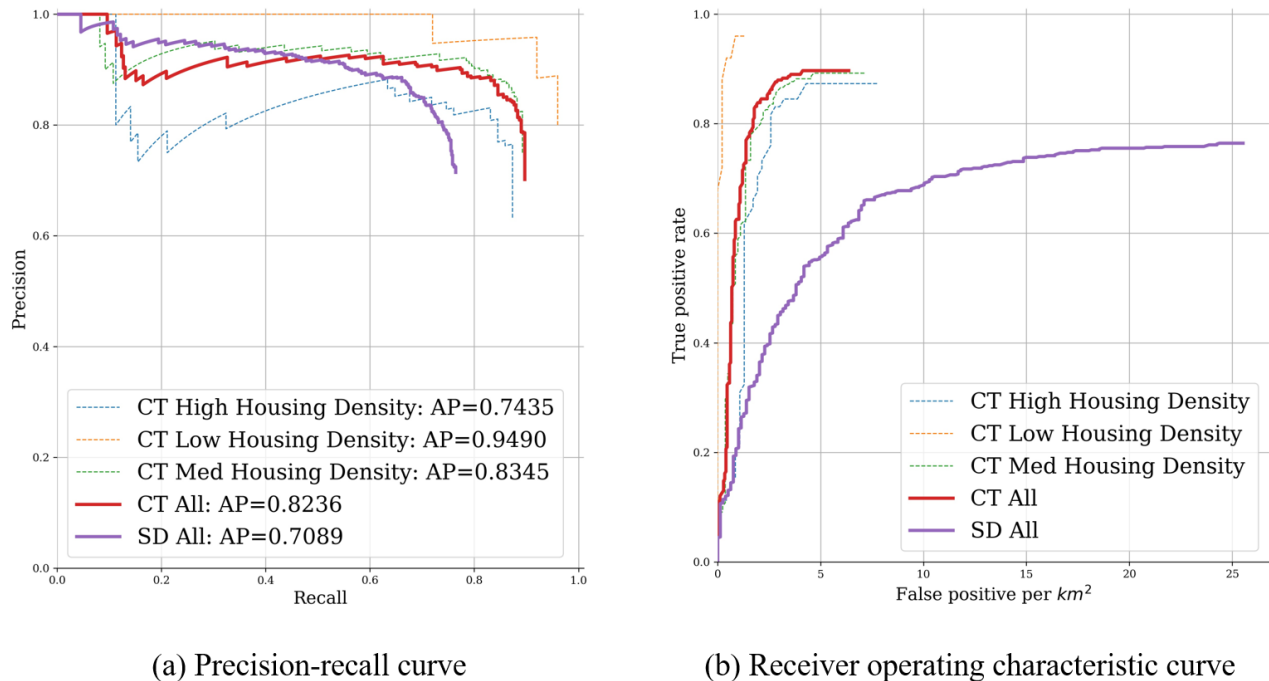 1.0
0.8
0.6
0.4
0.2
0.0
Precision
0.0 0.2 0.4 0.6 0.8 1.0
Recall
CT High Housing Density: AP=0.7435
CT Low Housing Density: AP=0.9490
CT Med Housing Density: AP=0.8345
CT All: AP=0.8236
SD All: AP=0.7089
(a) Precision-recall curve
1.0
0.8
0.6
0.4
0.2
0.0
True positive rate
0 5 10 15 20 25
False positive per km²
CT High Housing Density
CT Low Housing Density
CT Med Housing Density
CT All
SD All
(b) Receiver operating characteristic curve